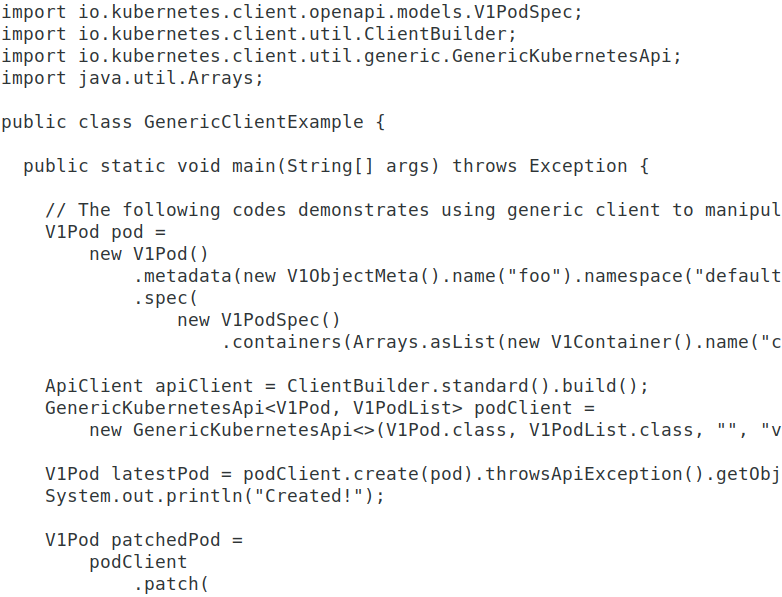 import io.kubernetes.client.openapi.models.V1PodSpec;
import io.kubernetes.client.util.ClientBuilder;
import io.kubernetes.client.util.generic.GenericKubernetesApi;
import java.util.Arrays;

public class GenericClientExample {

  public static void main(String[] args) throws Exception {

    // The following codes demonstrates using generic client to manipul
    V1Pod pod =
        new V1Pod()
            .metadata(new V1ObjectMeta().name("foo").namespace("default
            .spec(
                new V1PodSpec()
                    .containers(Arrays.asList(new V1Container().name("c

    ApiClient apiClient = ClientBuilder.standard().build();
    GenericKubernetesApi<V1Pod, V1PodList> podClient =
        new GenericKubernetesApi<>(V1Pod.class, V1PodList.class, "", "v

    V1Pod latestPod = podClient.create(pod).throwsApiException().getObj
    System.out.println("Created!");

    V1Pod patchedPod =
        podClient
            .patch(